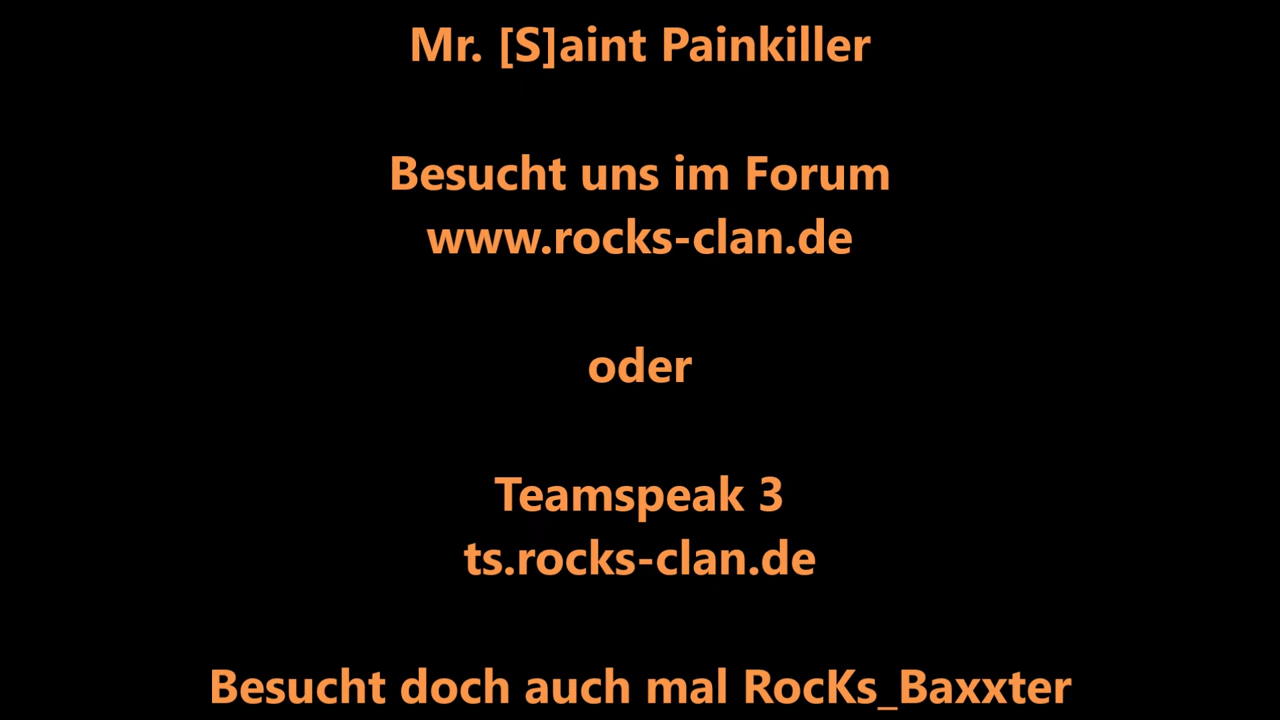 Mr. [S]aint Painkiller
Besucht uns im Forum
www.rocks-clan.de
oder
Teamspeak 3
ts.rocks-clan.de
Besucht doch auch mal RocKs_Baxxter